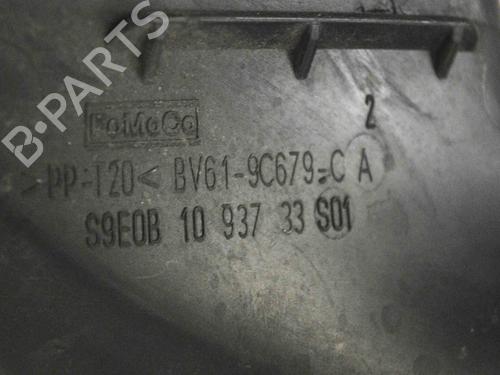 B-PARTS
FoMoCo
2
>PP-T20< BV61-9C679-C A
S9E0B 10 937 33 S01